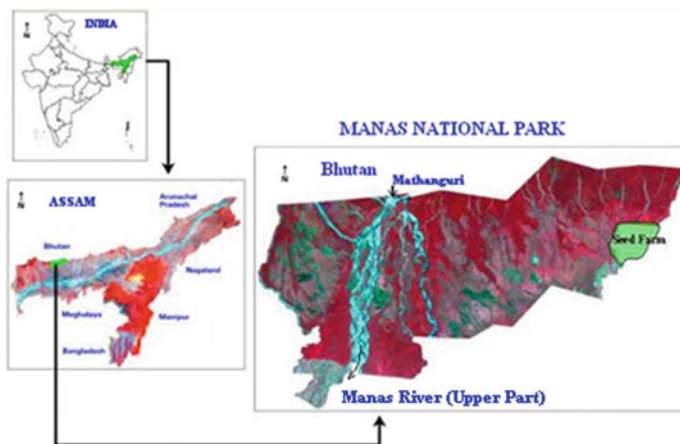 INDIA
N
MANAS NATIONAL PARK
N
Bhutan
Mathanguri
Seed Farm
Manas River (Upper Part)
N
ASSAM
Arunachal
Pradesh
Bhutan
Nagaland
Meghalaya
Manipur
Bangladesh